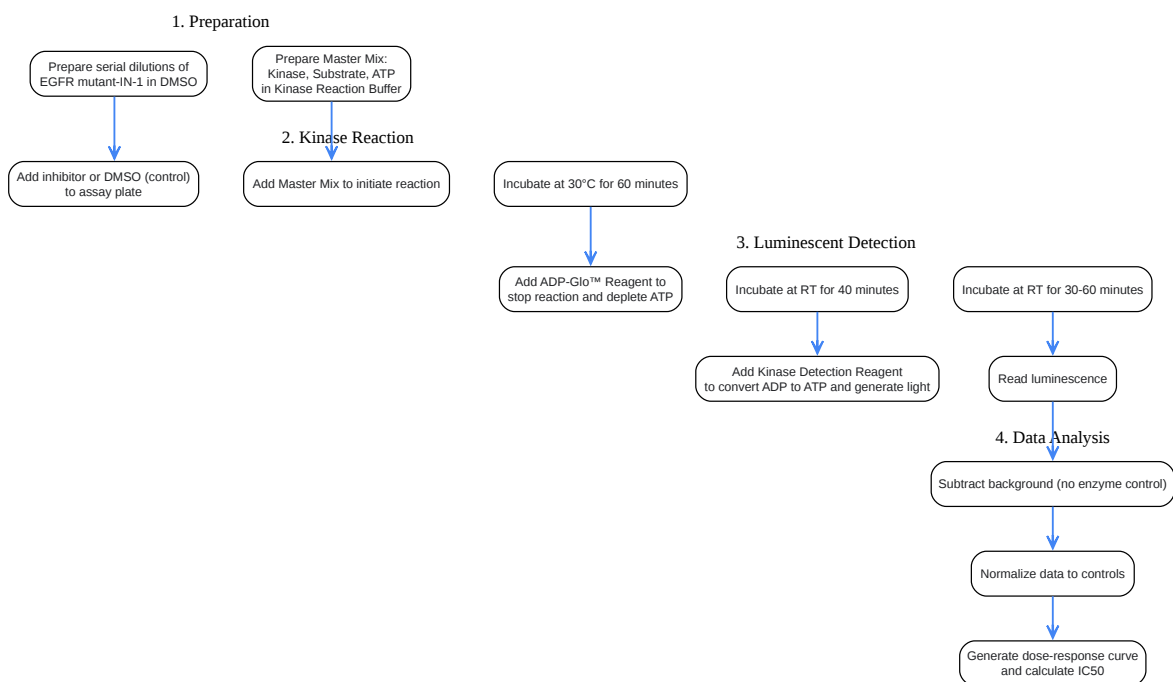 1. Preparation
Prepare serial dilutions of
EGFR mutant-IN-1 in DMSO
Prepare Master Mix:
Kinase, Substrate, ATP
in Kinase Reaction Buffer
2. Kinase Reaction
Add inhibitor or DMSO (control)
to assay plate
Add Master Mix to initiate reaction
Incubate at 30°C for 60 minutes
Add ADP-Glo™ Reagent to
stop reaction and deplete ATP
3. Luminescent Detection
Incubate at RT for 40 minutes
Incubate at RT for 30-60 minutes
Add Kinase Detection Reagent
to convert ADP to ATP and generate light
Read luminescence
4. Data Analysis
Subtract background (no enzyme control)
Normalize data to controls
Generate dose-response curve
and calculate IC50